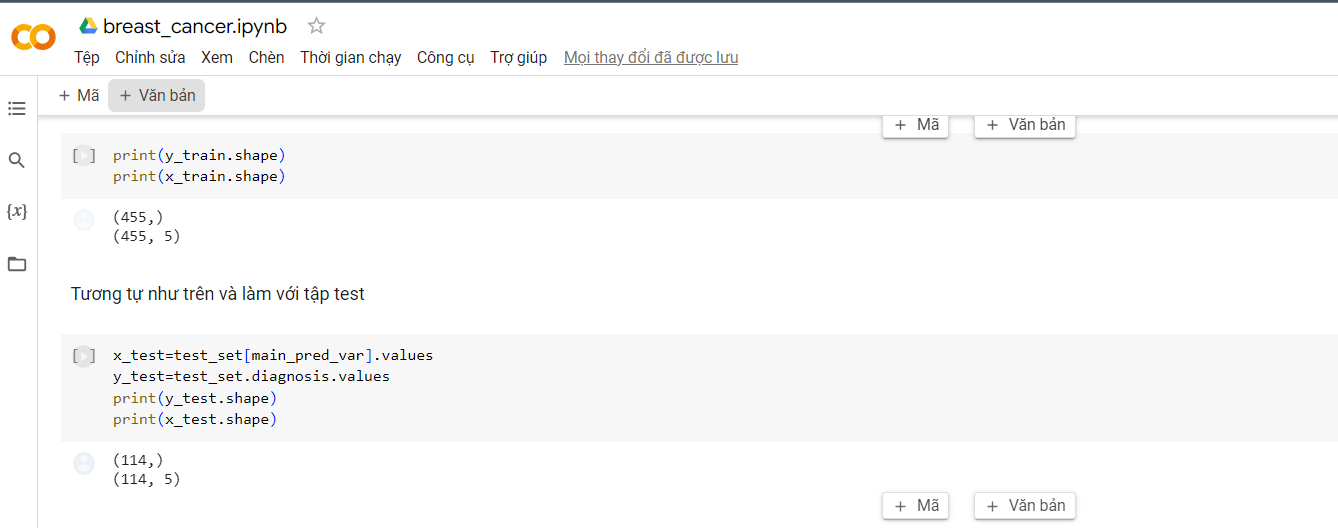 breast_cancer.ipynb
Tệp Chỉnh sửa Xem Chèn Thời gian chạy Công cụ Trợ giúp Mọi thay đổi đã được lưu
+ Mã + Văn bản
+ Mã + Văn bản
[ ] print(y_train.shape)
print(x_train.shape)
(455,)
(455, 5)
{x}
Tương tự như trên và làm với tập test
[ ] x_test=test_set[main_pred_var].values
y_test=test_set.diagnosis.values
print(y_test.shape)
print(x_test.shape)
(114,)
(114, 5)
+ Mã + Văn bản